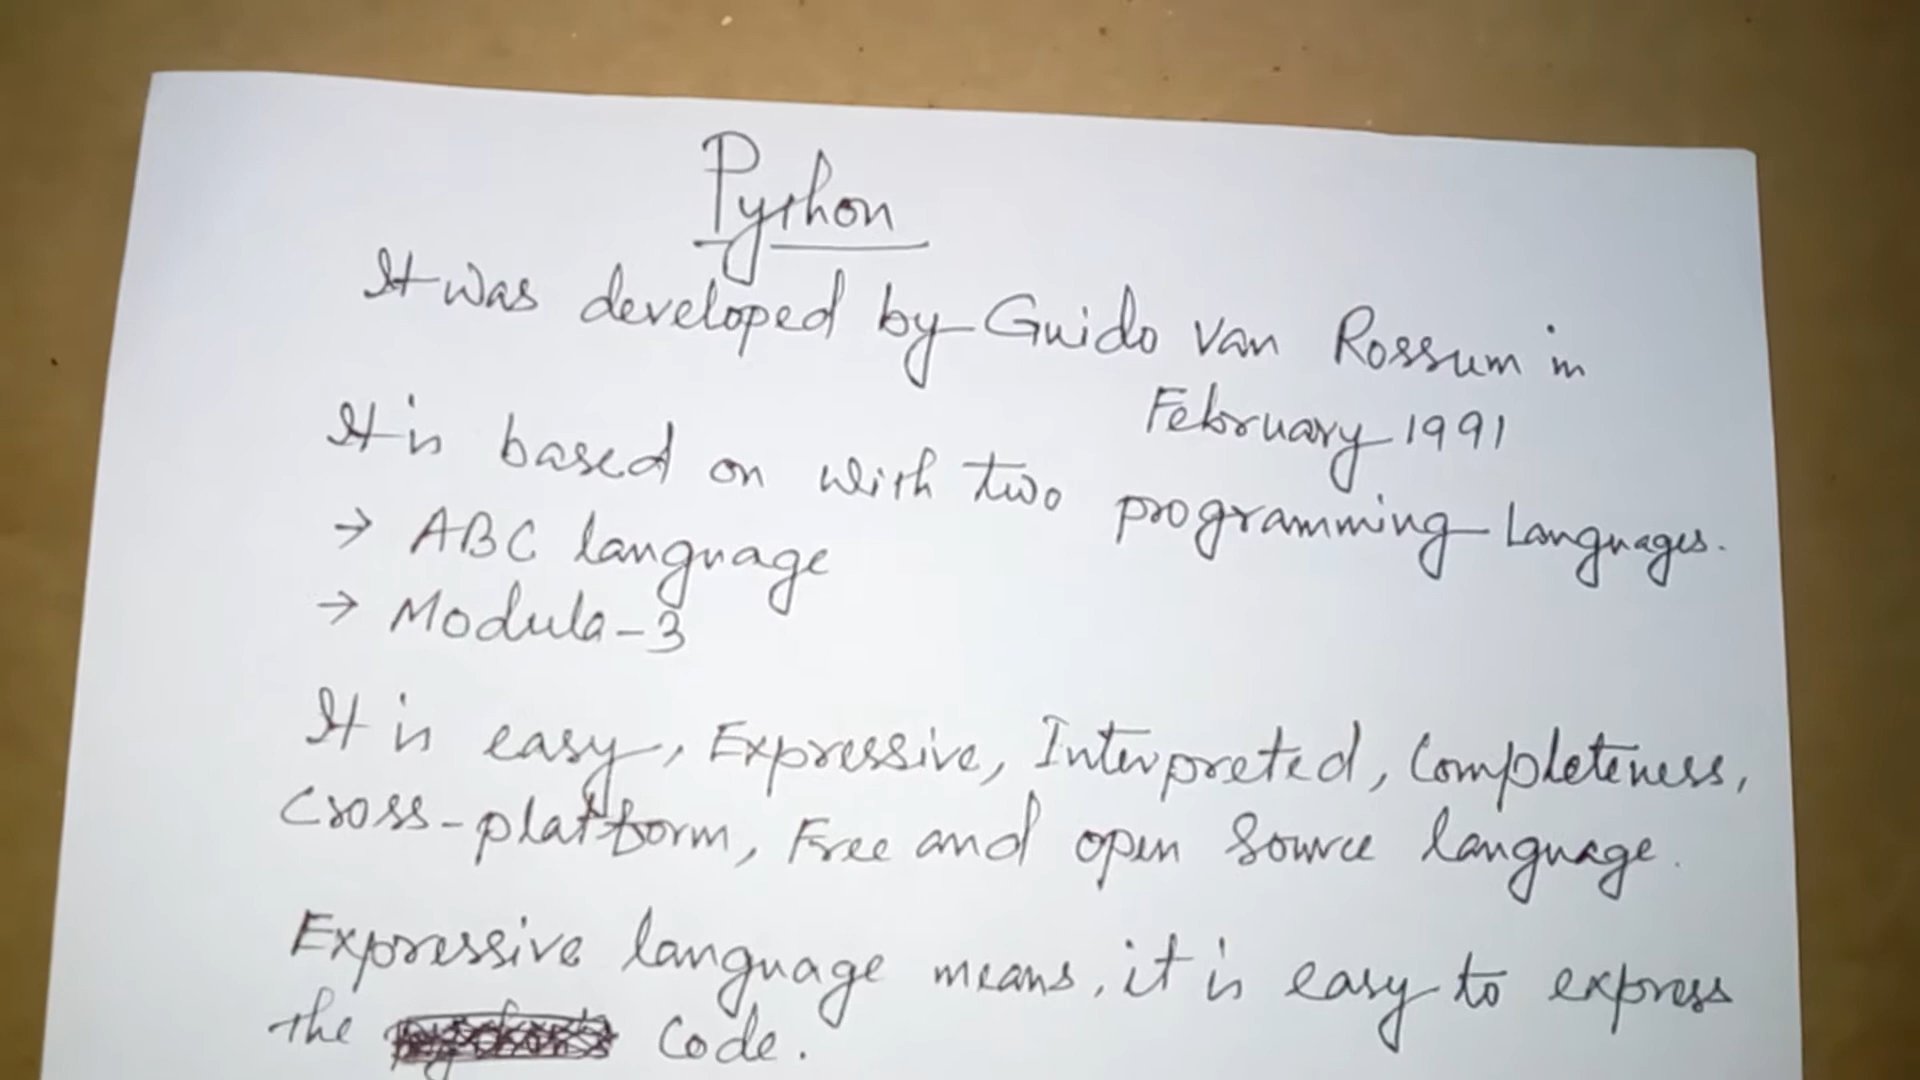 Python
It was developed by Guido van Rossum in
February 1991
It is based on with two programming Languages.
→ ABC language
→ Modula-3
It is easy, Expressive, Interpreted, Completeness,
Cross-platform, Free and open Source language.
Expressive language means, it is easy to express
the Code.